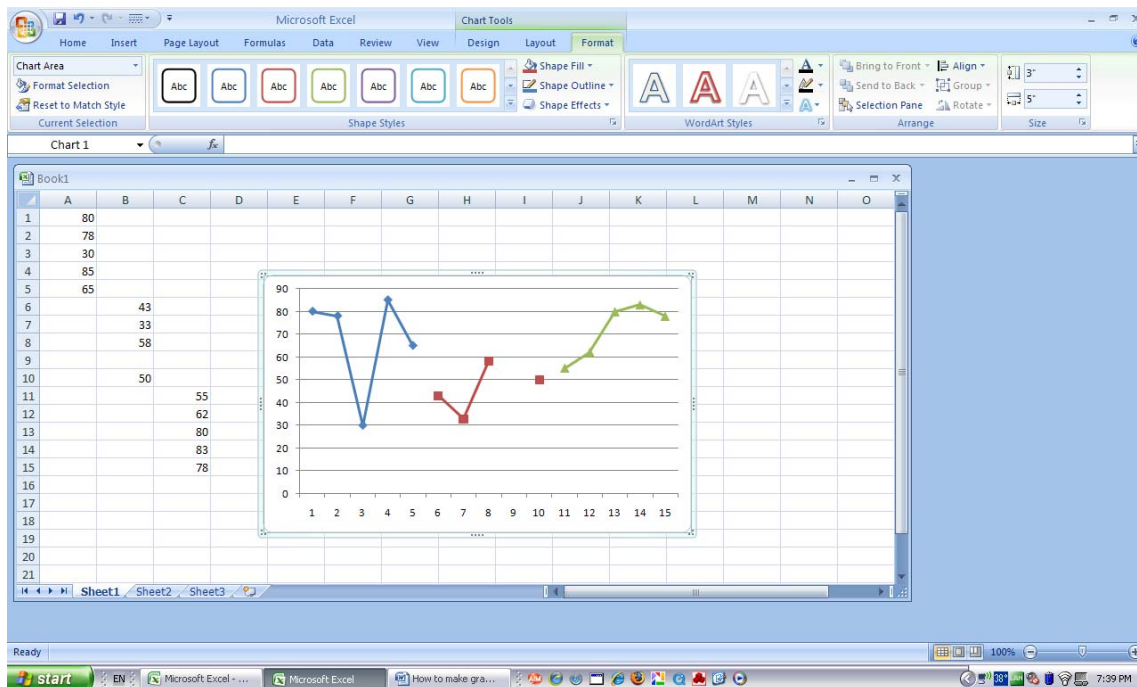 Microsoft Excel
Chart Tools
Home Insert Page Layout Formulas Data Review View Design Layout Format
Chart Area
Format Selection
Reset to Match Style
Current Selection
Abc Abc Abc Abc Abc Abc Abc
Shape Styles
Shape Fill
Shape Outline
Shape Effects
A A A
A
A
WordArt Styles
Bring to Front
Send to Back
Selection Pane
Align
Group
Rotate
Arrange
3"
5"
Size
Chart 1 fx
Book1
A B C D E F G H I J K L M N O
1 80
2 78
3 30
4 85
5 65
6 43
7 33
8 58
9
10 50
11 55
12 62
13 80
14 83
15 78
16
17
18
19
20
21
90
80
70
60
50
40
30
20
10
0
1 2 3 4 5 6 7 8 9 10 11 12 13 14 15
Sheet1 Sheet2 Sheet3
Ready 100%
start EN Microsoft Excel - ... Microsoft Excel How to make gra... 38° 7:39 PM